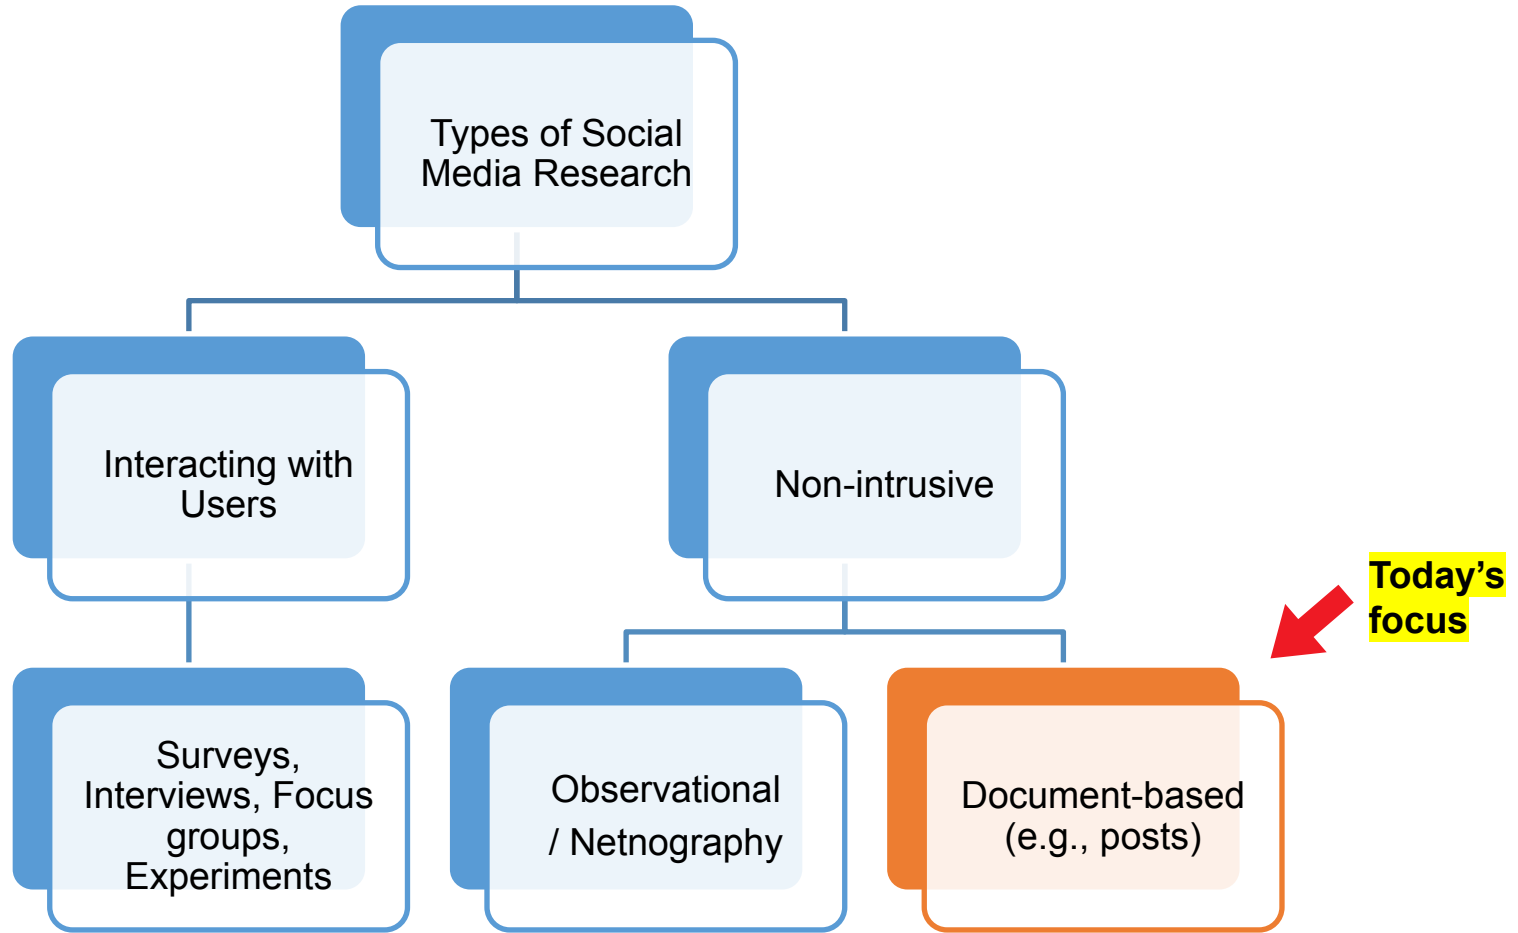 Types of Social
Media Research
Interacting with
Users
Non-intrusive
Today’s
focus
Surveys,
Interviews, Focus
groups,
Experiments
Observational
/ Netnography
Document-based
(e.g., posts)